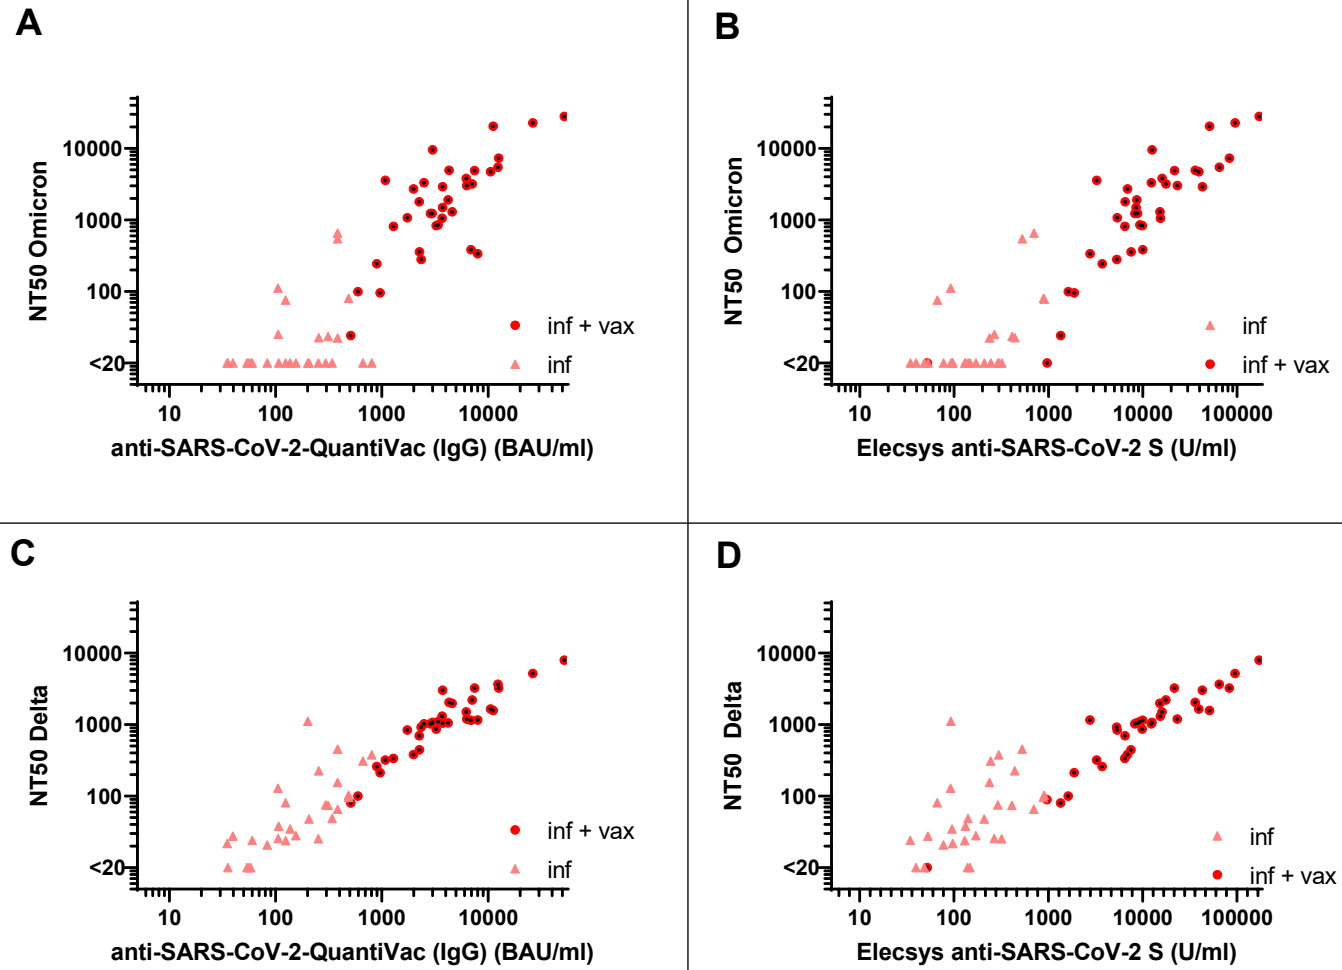 A
NT50 Omicron
10000
1000
100
<20
inf + vax
inf
10 100 1000 10000
anti-SARS-CoV-2-QuantiVac (IgG) (BAU/ml)
B
NT50 Omicron
10000
1000
100
<20
inf
inf + vax
10 100 1000 10000 100000
Elecsys anti-SARS-CoV-2 S (U/ml)
C
NT50 Delta
10000
1000
100
<20
inf + vax
inf
10 100 1000 10000
anti-SARS-CoV-2-QuantiVac (IgG) (BAU/ml)
D
NT50 Delta
10000
1000
100
<20
inf
inf + vax
10 100 1000 10000 100000
Elecsys anti-SARS-CoV-2 S (U/ml)